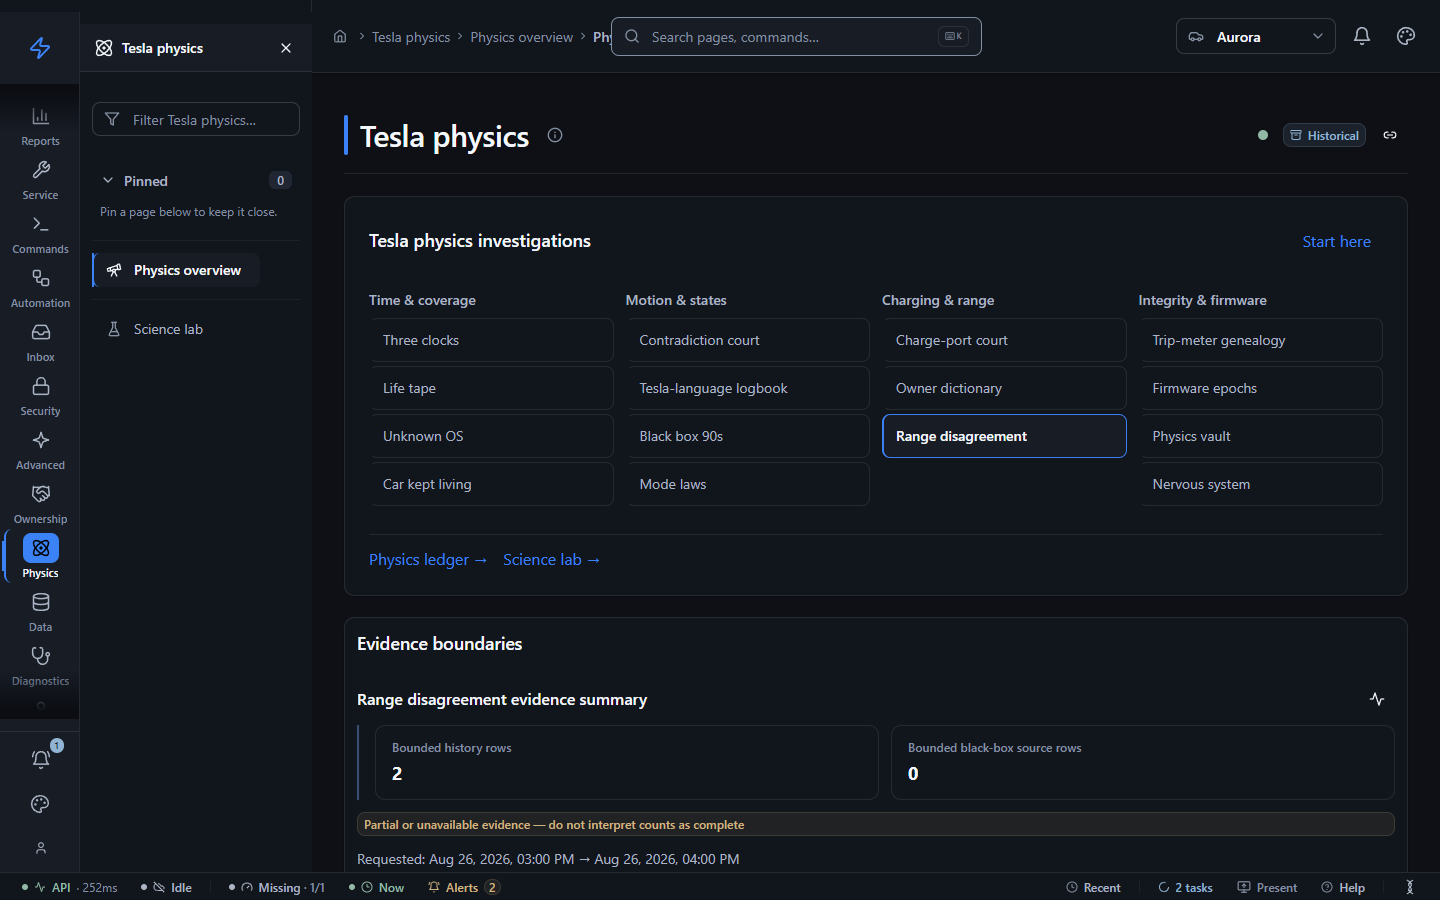 Tesla physics
Tesla physics
Physics overview
Search pages, commands...
K
Aurora
Reports
Service
Commands
Automation
Inbox
Security
Advanced
Ownership
Physics
Data
Diagnostics
1
Filter Tesla physics...
Pinned
0
Pin a page below to keep it close.
Physics overview
Science lab
Tesla physics
Historical
Tesla physics investigations
Start here
Time & coverage
Three clocks
Life tape
Unknown OS
Car kept living
Motion & states
Contradiction court
Tesla-language logbook
Black box 90s
Mode laws
Charging & range
Charge-port court
Owner dictionary
Range disagreement
Integrity & firmware
Trip-meter genealogy
Firmware epochs
Physics vault
Nervous system
Physics ledger →
Science lab →
Evidence boundaries
Range disagreement evidence summary
Bounded history rows
2
Bounded black-box source rows
0
Partial or unavailable evidence — do not interpret counts as complete
Requested: Aug 26, 2026, 03:00 PM → Aug 26, 2026, 04:00 PM
API · 252ms
Idle
Missing · 1/1
Now
Alerts 2
Recent
2 tasks
Present
Help